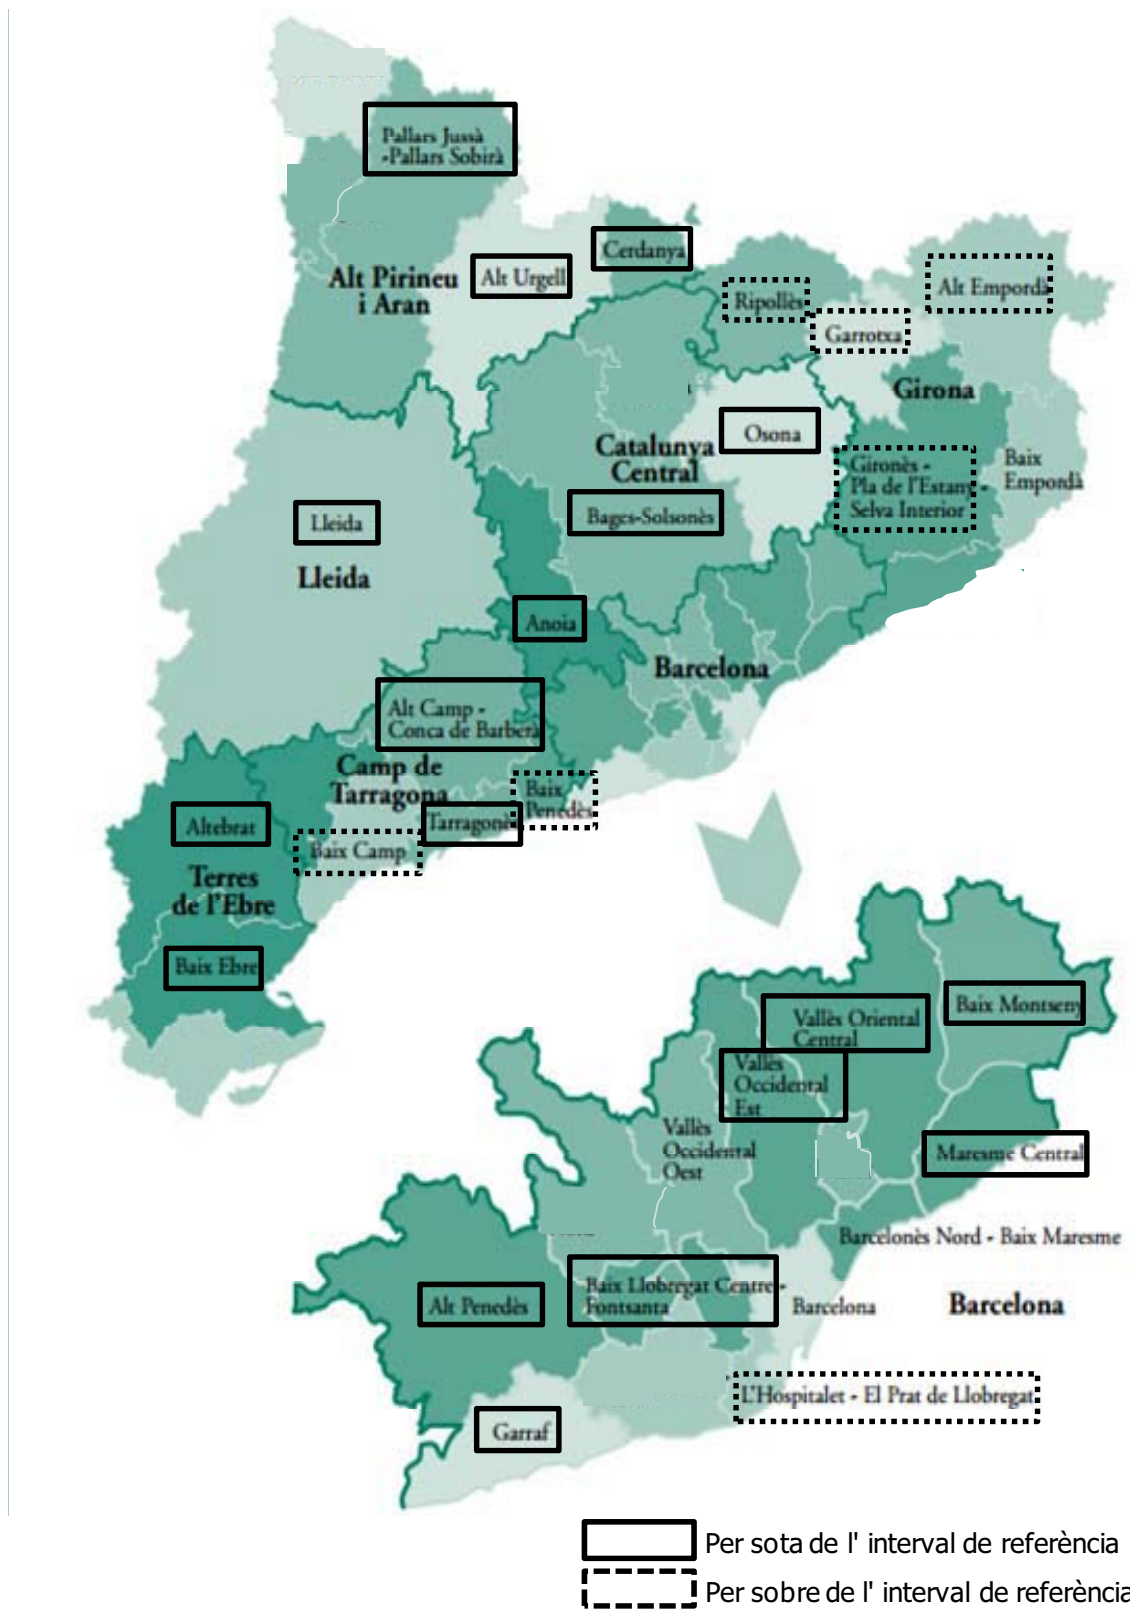 Pallars Jussà
-Pallars Sobirà
Cerdanya
Alt Urgell
Alt Pirineu
i Aran
Ripollès
Alt Empordà
Garrotxa
Girona
Osona
Catalunya
Central
Gironès -
Pla de l'Estany -
Selva Interior
Baix
Empordà
Bages-Solsonès
Lleida
Lleida
Anoia
Barcelona
Alt Camp -
Conca de Barberà
Camp de
Tarragona
Baix
Penedès
Tarragonès
Altebrat
Baix Camp
Terres
de l'Ebre
Baix Ebre
Baix Montseny
Vallès Oriental
Central
Vallès
Occidental
Est
Vallès
Occidental
Oest
Maresme Central
Barcelonès Nord - Baix Maresme
Baix Llobregat Centre -
Fontsanta
Alt Penedès
Barcelona
Barcelona
L'Hospitalet - El Prat de Llobregat
Garraf
Per sota de l' interval de referència
Per sobre de l' interval de referència